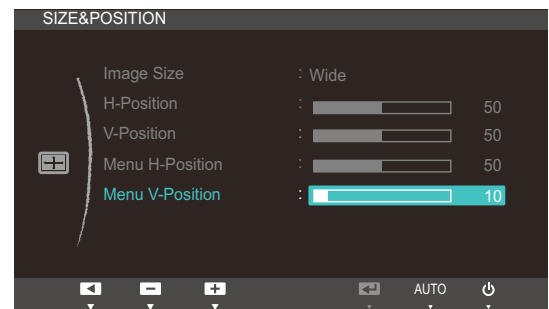 SIZE&POSITION
Image Size : Wide
H-Position : 50
V-Position : 50
Menu H-Position : 50
Menu V-Position : 10
AUTO